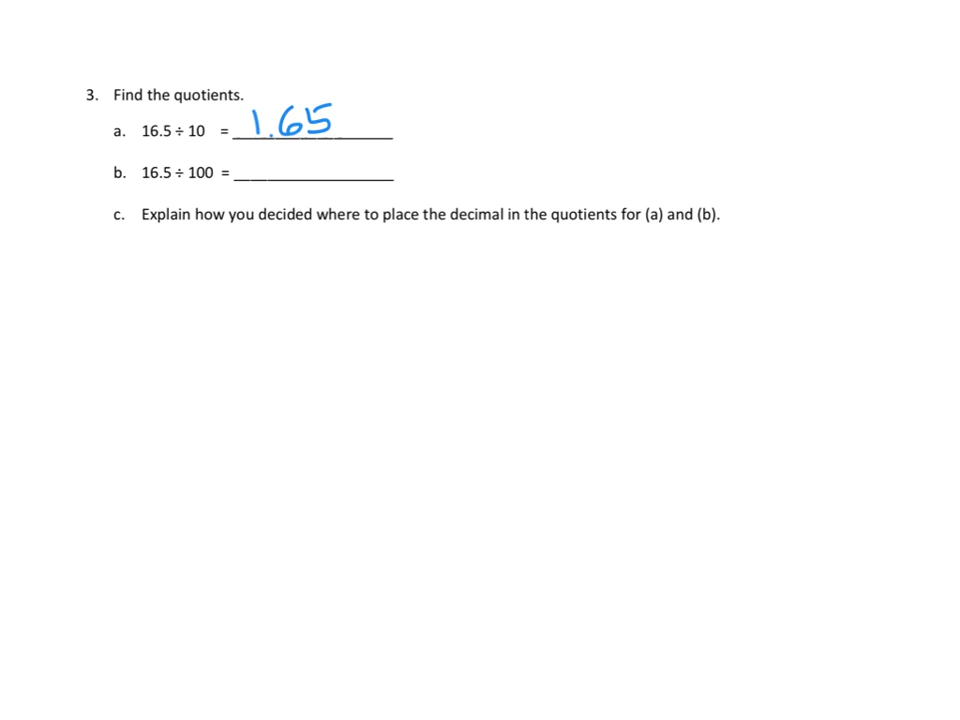 3. Find the quotients.
a. 16.5 ÷ 10 = 1.65
b. 16.5 ÷ 100 = ___________________
c. Explain how you decided where to place the decimal in the quotients for (a) and (b).